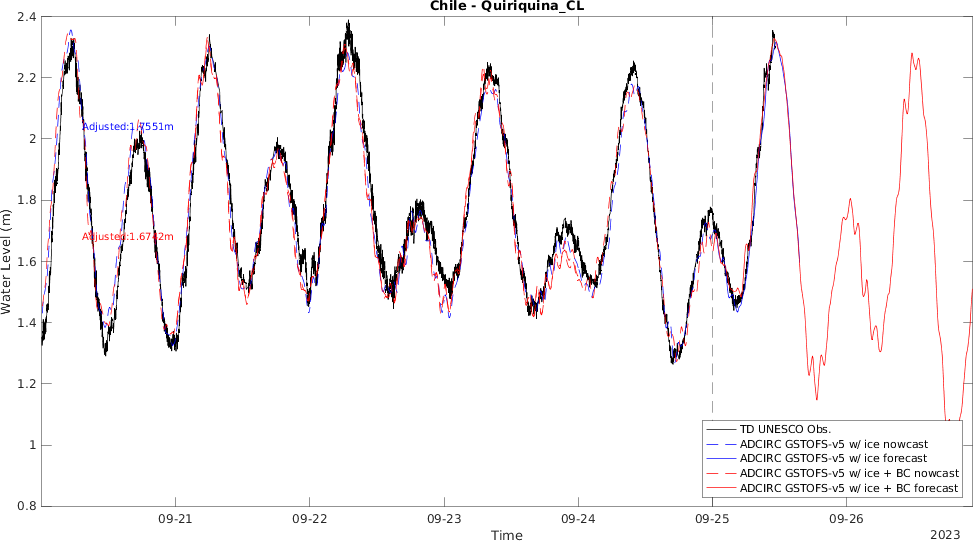 Chile - Quiriquina_CL
2.4
2.2
2
1.8
1.6
1.4
1.2
1
0.8
Water Level (m)
Adjusted:1.7551m
Adjusted:1.6742m
TD UNESCO Obs.
ADCIRC GSTOFS-v5 w/ ice nowcast
ADCIRC GSTOFS-v5 w/ ice forecast
ADCIRC GSTOFS-v5 w/ ice + BC nowcast
ADCIRC GSTOFS-v5 w/ ice + BC forecast
09-21 09-22 09-23 09-24 09-25 09-26
Time
2023